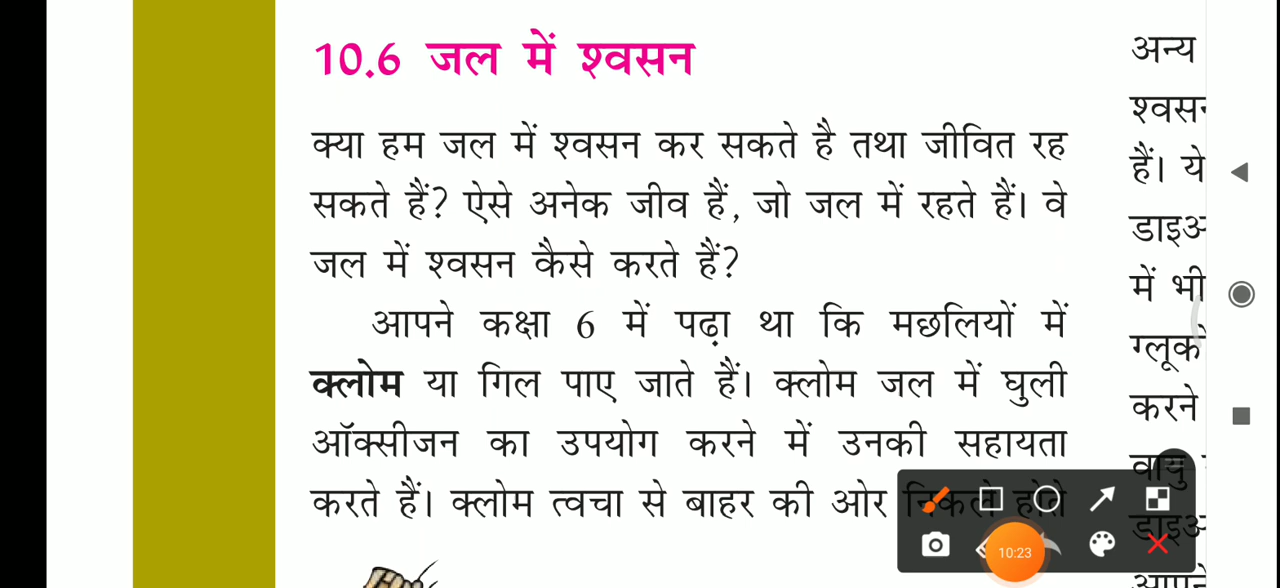 10.6 जल में श्वसन
क्या हम जल में श्वसन कर सकते है तथा जीवित रह
सकते हैं? ऐसे अनेक जीव हैं, जो जल में रहते हैं। वे
जल में श्वसन कैसे करते हैं?
आपने कक्षा 6 में पढ़ा था कि मछलियों में
क्लोम या गिल पाए जाते हैं। क्लोम जल में घुली
ऑक्सीजन का उपयोग करने में उनकी सहायता
करते हैं। क्लोम त्वचा से बाहर की ओर निकले होते
अन्य
हैं। ये
में भी
करने
वायु
10:23